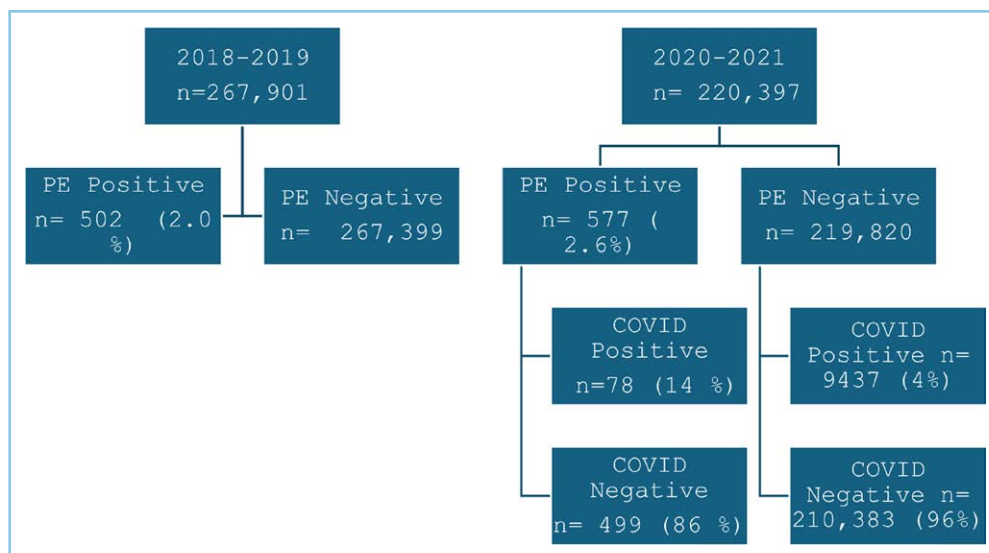 2018-2019
n=267,901
2020-2021
n= 220,397
PE Positive
n= 502 (2.0
%)
PE Negative
n= 267,399
PE Positive
n= 577 (
2.6%)
PE Negative
n= 219,820
COVID
Positive
n=78 (14 %)
COVID
Positive n=
9437 (4%)
COVID
Negative
n= 499 (86 %)
COVID
Negative n=
210,383 (96%)